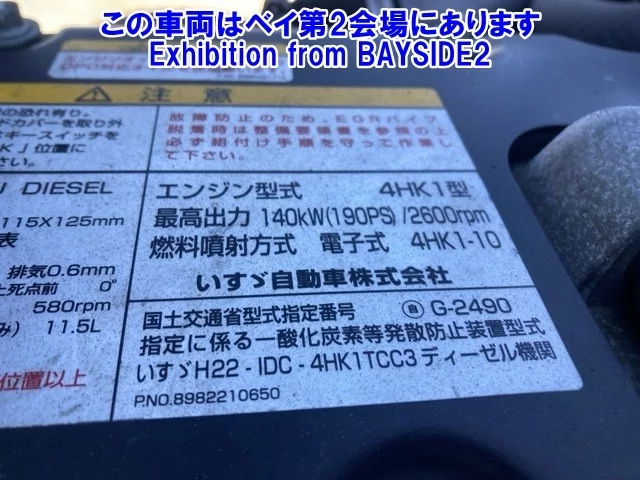 この車両はベイ第2会場にあります
Exhibition from BAYSIDE2
注意
の恐れ有り。
ドカバーを取り外
キースイッチを
K」位置に
さい。
故障防止のため、EGRパイプ
脱着時は整備要領書を参照の上
必ず組付け手順を守って作業し
DIESEL
115X125mm
表
排気0.6mm
上死点前 0°
580rpm
み) 11.5L
位置以上
エンジン型式 4HK1型
最高出力 140kW(190PS)/2600rpm
燃料噴射方式 電子式 4HK1-10
いすゞ自動車株式会社
国土交通省型式指定番号 自 G-2490
指定に係る一酸化炭素等発散防止装置型式
いすゞH22-IDC-4HK1TCC3ディーゼル機関
P.NO.8982210650